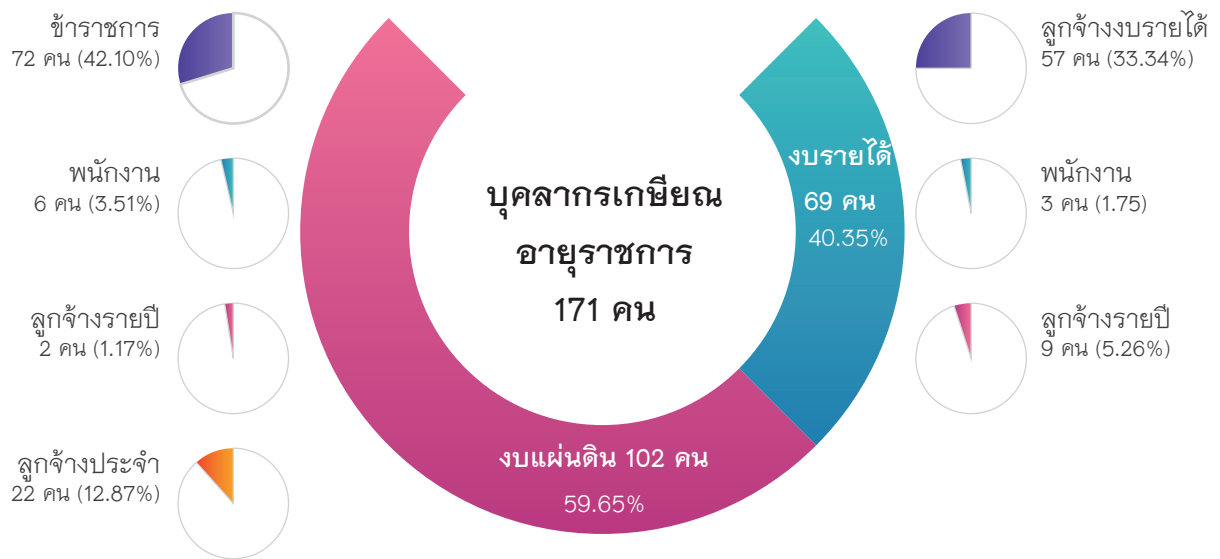 ข้าราชการ
72 คน (42.10%)
พนักงาน
6 คน (3.51%)
ลูกจ้างรายปี
2 คน (1.17%)
ลูกจ้างประจำ
22 คน (12.87%)
บุคลากรเกษียณ
อายุราชการ
171 คน
งบรายได้
69 คน
40.35%
งบแผ่นดิน 102 คน
59.65%
ลูกจ้างงบรายได้
57 คน (33.34%)
พนักงาน
3 คน (1.75)
ลูกจ้างรายปี
9 คน (5.26%)